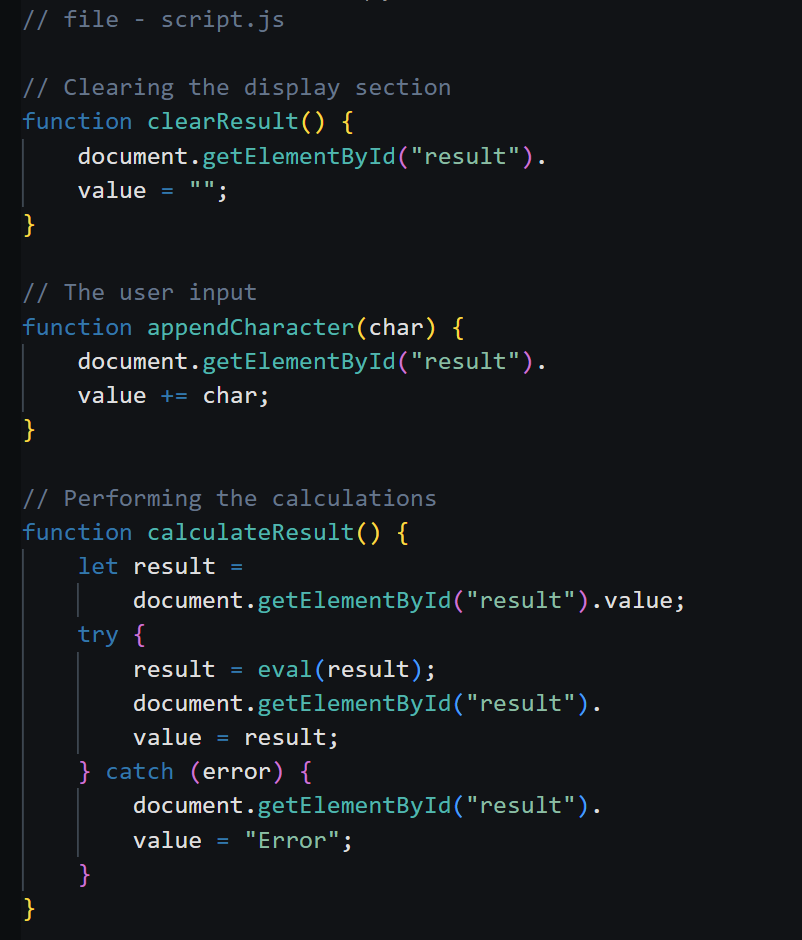 // file - script.js

// Clearing the display section
function clearResult() {
    document.getElementById("result").
    value = "";
}

// The user input
function appendCharacter(char) {
    document.getElementById("result").
    value += char;
}

// Performing the calculations
function calculateResult() {
    let result =
        document.getElementById("result").value;
    try {
        result = eval(result);
        document.getElementById("result").
        value = result;
    } catch (error) {
        document.getElementById("result").
        value = "Error";
    }
}